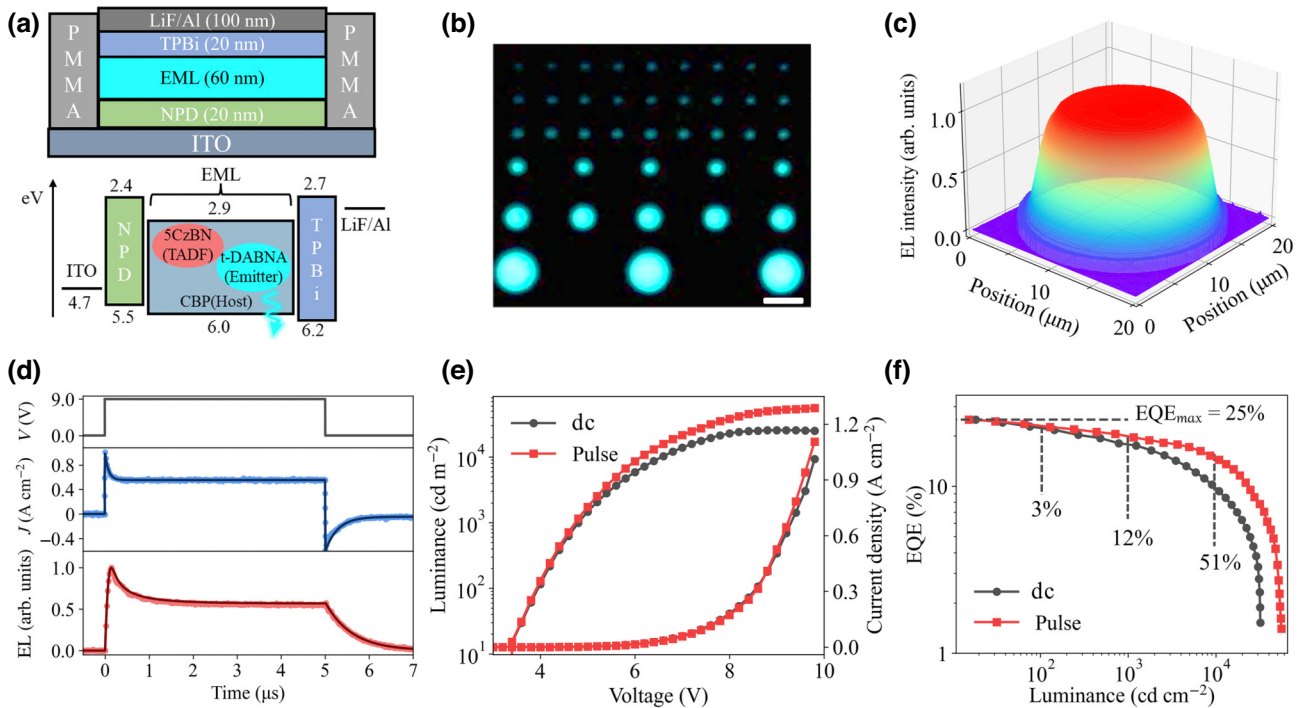 (a)
LiF/Al (100 nm)
TPBi (20 nm)
EML (60 nm)
NPD (20 nm)
PMMA
PMMA
ITO
eV
EML
2.4
2.9
2.7
NPD
5CzBN
(TADF)
t-DABNA
(Emitter)
CBP(Host)
TPBi
LiF/Al
ITO
4.7
5.5
6.0
6.2
(b)
(c)
EL intensity (arb. units)
1.0
0.5
0.0
0
10
20
Position (μm)
0
10
20
Position (μm)
(d)
V (V)
9.0
0.0
J (A cm−2)
0.8
0.4
0
−0.4
EL (arb. units)
1.0
0.5
0.0
0 1 2 3 4 5 6 7
Time (μs)
(e)
dc
Pulse
Luminance (cd m−2)
104
103
102
101
Current density (A cm−2)
1.2
0.9
0.6
0.3
0.0
4 6 8 10
Voltage (V)
(f)
EQEmax = 25%
3%
12%
51%
dc
Pulse
EQE (%)
10
1
102 103 104
Luminance (cd cm−2)